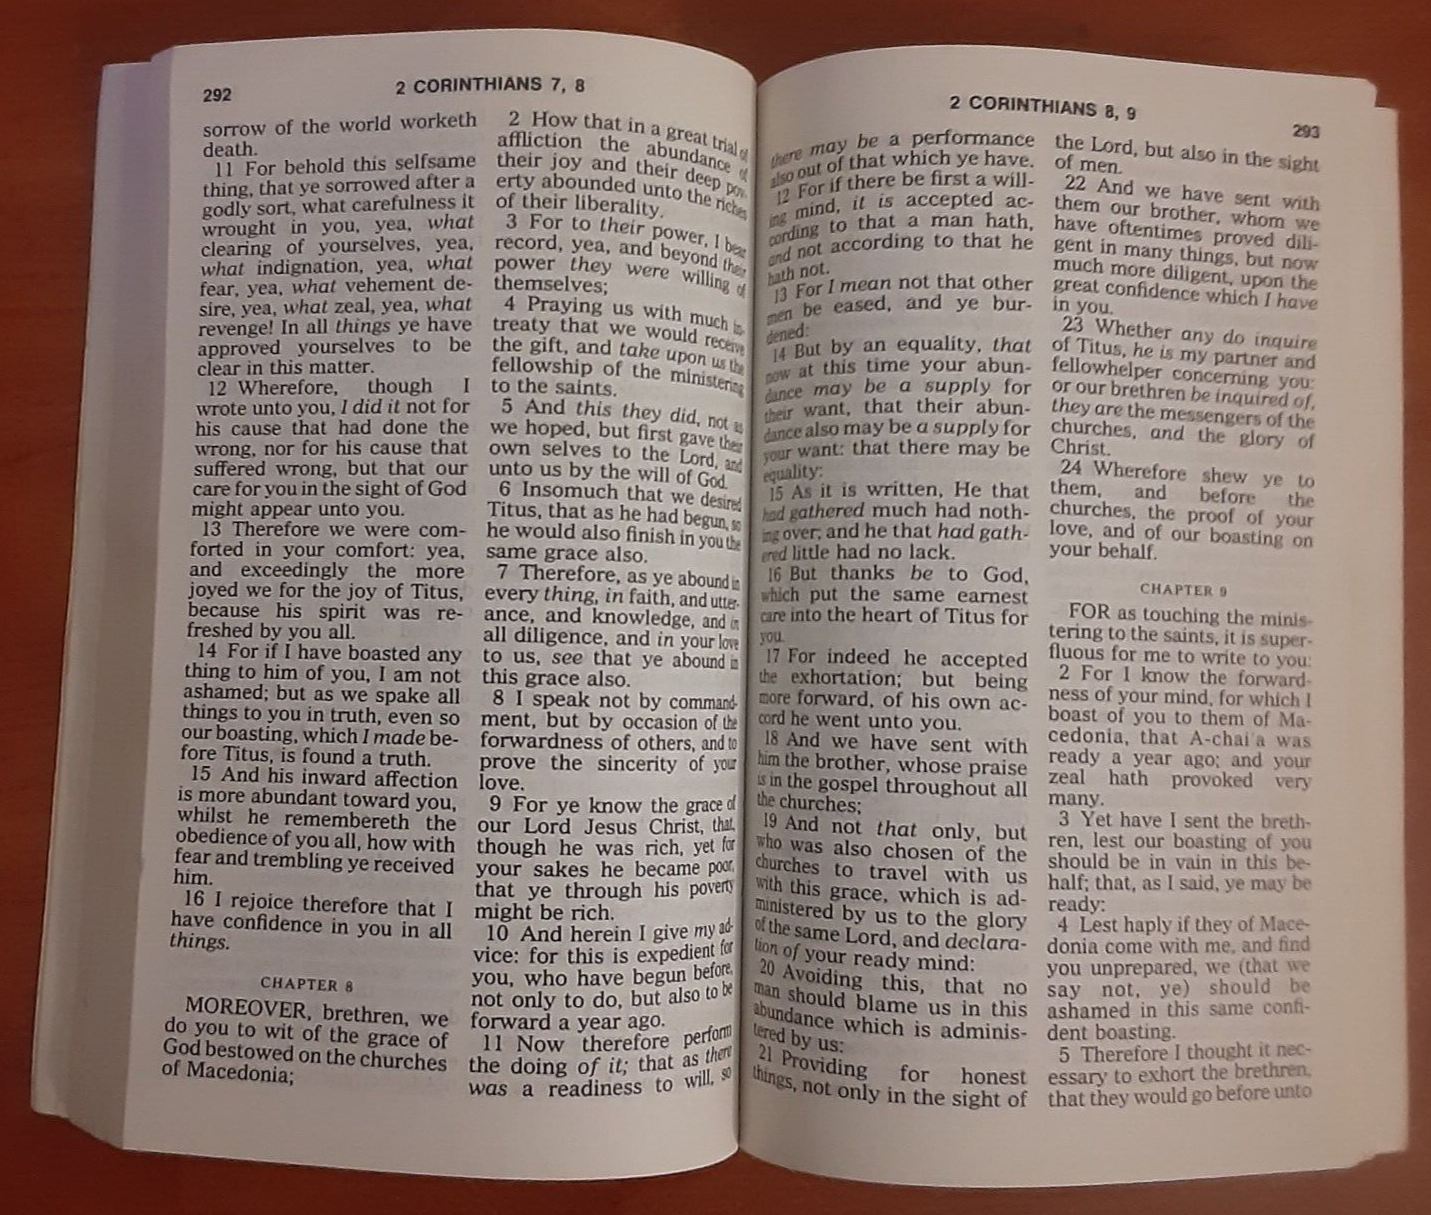 292
2 CORINTHIANS 7, 8
sorrow of the world worketh
death.
11 For behold this selfsame
thing, that ye sorrowed after a
godly sort, what carefulness it
wrought in you, yea, what
clearing of yourselves, yea,
what indignation, yea, what
fear, yea, what vehement de-
sire, yea, what zeal, yea, what
revenge! In all things ye have
approved yourselves to be
clear in this matter.
12 Wherefore, though I
wrote unto you, I did it not for
his cause that had done the
wrong, nor for his cause that
suffered wrong, but that our
care for you in the sight of God
might appear unto you.
13 Therefore we were com-
forted in your comfort: yea,
and exceedingly the more
joyed we for the joy of Titus,
because his spirit was re-
freshed by you all.
14 For if I have boasted any
thing to him of you, I am not
ashamed; but as we spake all
things to you in truth, even so
our boasting, which I made be-
fore Titus, is found a truth.
15 And his inward affection
is more abundant toward you,
whilst he remembereth the
obedience of you all, how with
fear and trembling ye received
him.
16 I rejoice therefore that I
have confidence in you in all
things.
CHAPTER 8
MOREOVER, brethren, we
do you to wit of the grace of
God bestowed on the churches
of Macedonia;
2 How that in a great trial of
affliction the abundance of
their joy and their deep pov-
erty abounded unto the riches
of their liberality.
3 For to their power, I bear
record, yea, and beyond their
power they were willing of
themselves;
4 Praying us with much in-
treaty that we would receive
the gift, and take upon us the
fellowship of the ministering
to the saints.
5 And this they did, not as
we hoped, but first gave their
own selves to the Lord, and
unto us by the will of God.
6 Insomuch that we desired
Titus, that as he had begun, so
he would also finish in you the
same grace also.
7 Therefore, as ye abound in
every thing, in faith, and utter-
ance, and knowledge, and in
all diligence, and in your love
to us, see that ye abound in
this grace also.
8 I speak not by command-
ment, but by occasion of the
forwardness of others, and to
prove the sincerity of your
love.
9 For ye know the grace of
our Lord Jesus Christ, that,
though he was rich, yet for
your sakes he became poor,
that ye through his poverty
might be rich.
10 And herein I give my ad-
vice: for this is expedient for
you, who have begun before,
not only to do, but also to be
forward a year ago.
11 Now therefore perform
the doing of it; that as there
was a readiness to will, so
2 CORINTHIANS 8, 9
293
there may be a performance
also out of that which ye have.
12 For if there be first a will-
ing mind, it is accepted ac-
cording to that a man hath,
and not according to that he
hath not.
13 For I mean not that other
men be eased, and ye bur-
dened:
14 But by an equality, that
now at this time your abun-
dance may be a supply for
their want, that their abun-
dance also may be a supply for
your want: that there may be
equality:
15 As it is written, He that
had gathered much had noth-
ing over; and he that had gath-
ered little had no lack.
16 But thanks be to God,
which put the same earnest
care into the heart of Titus for
you.
17 For indeed he accepted
the exhortation; but being
more forward, of his own ac-
cord he went unto you.
18 And we have sent with
him the brother, whose praise
is in the gospel throughout all
the churches;
19 And not that only, but
who was also chosen of the
churches to travel with us
with this grace, which is ad-
ministered by us to the glory
of the same Lord, and declara-
tion of your ready mind:
20 Avoiding this, that no
man should blame us in this
abundance which is adminis-
tered by us:
21 Providing for honest
things, not only in the sight of
the Lord, but also in the sight
of men.
22 And we have sent with
them our brother, whom we
have oftentimes proved dili-
gent in many things, but now
much more diligent, upon the
great confidence which I have
in you.
23 Whether any do inquire
of Titus, he is my partner and
fellowhelper concerning you:
or our brethren be inquired of,
they are the messengers of the
churches, and the glory of
Christ.
24 Wherefore shew ye to
them, and before the
churches, the proof of your
love, and of our boasting on
your behalf.
CHAPTER 9
FOR as touching the minis-
tering to the saints, it is super-
fluous for me to write to you:
2 For I know the forward-
ness of your mind, for which I
boast of you to them of Ma-
cedonia, that A-chai'a was
ready a year ago; and your
zeal hath provoked very
many.
3 Yet have I sent the breth-
ren, lest our boasting of you
should be in vain in this be-
half; that, as I said, ye may be
ready:
4 Lest haply if they of Mace-
donia come with me, and find
you unprepared, we (that we
say not, ye) should be
ashamed in this same confi-
dent boasting.
5 Therefore I thought it nec-
essary to exhort the brethren,
that they would go before unto